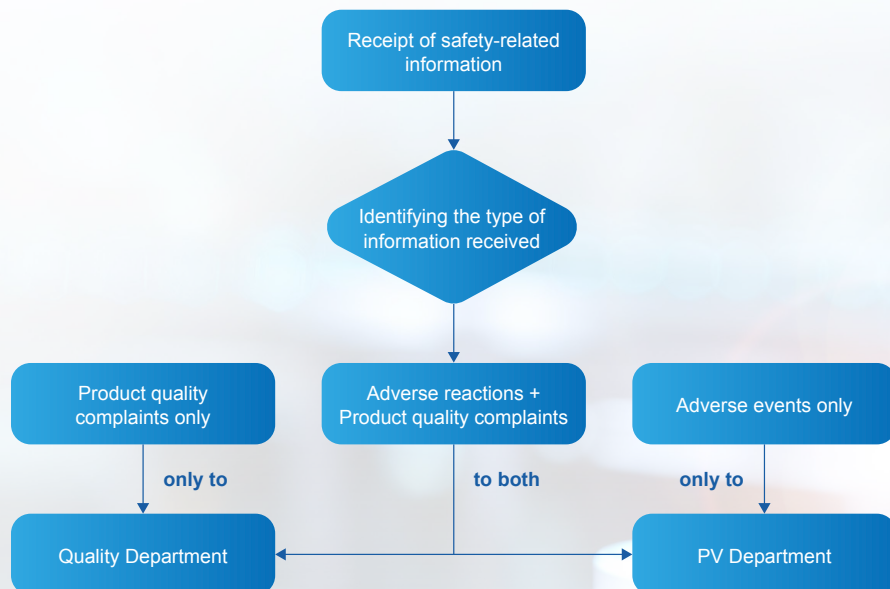 Receipt of safety-related
information
Identifying the type of
information received
Product quality
complaints only
Adverse reactions +
Product quality complaints
Adverse events only
only to
to both
only to
Quality Department
PV Department